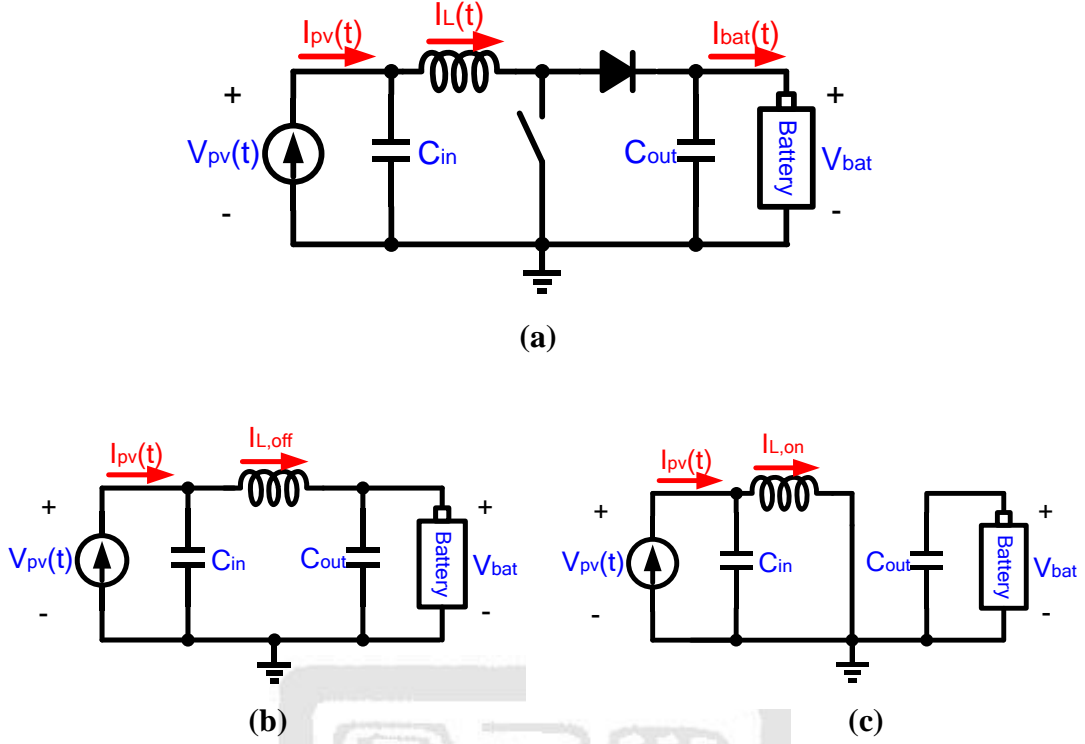 Ipv(t) IL(t) Ibat(t)
+ +
Vpv(t) Cin Cout Battery Vbat
- -
(a)
Ipv(t) IL,off
+ +
Vpv(t) Cin Cout Battery Vbat
- -
(b)
Ipv(t) IL,on
+ +
Vpv(t) Cin Cout Battery Vbat
- -
(c)